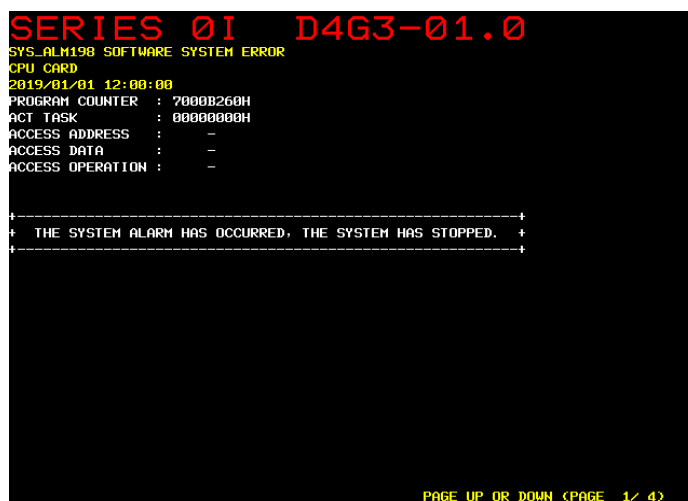 SERIES 0I D4G3-01.0
SYS_ALM198 SOFTWARE SYSTEM ERROR
CPU CARD
2019/01/01 12:00:00
PROGRAM COUNTER : 7000B260H
ACT TASK : 00000000H
ACCESS ADDRESS : -
ACCESS DATA : -
ACCESS OPERATION : -
THE SYSTEM ALARM HAS OCCURRED, THE SYSTEM HAS STOPPED.
PAGE UP OR DOWN (PAGE 1/ 4)